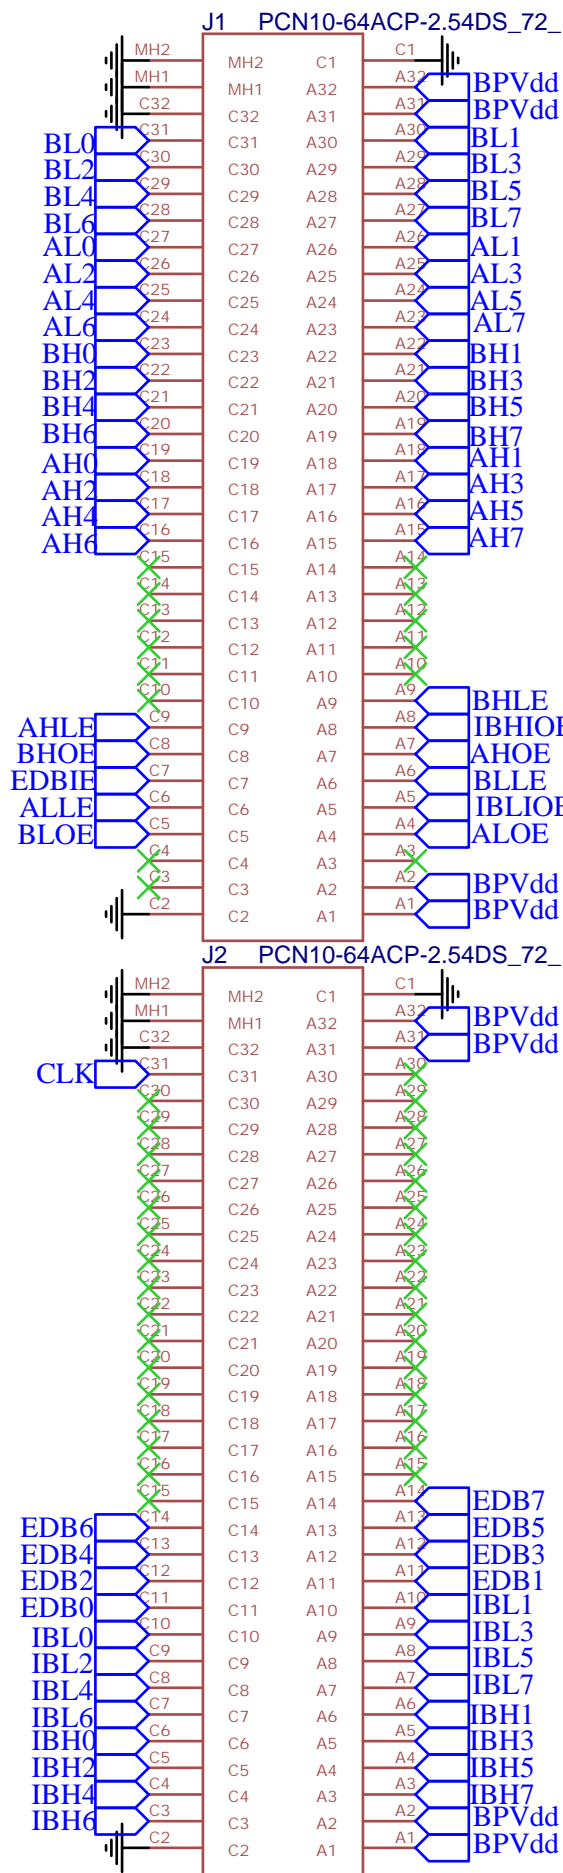 J1 PCN10-64ACP-2.54DS_72_
MH2 MH2 C1 C1
MH1 MH1 A32 A32 BPVdd
C32 C32 A31 A31 BPVdd
BL0 C31 C31 A30 A30 BL1
BL2 C30 C30 A29 A29 BL3
BL4 C29 C29 A28 A28 BL5
BL6 C28 C28 A27 A27 BL7
AL0 C27 C27 A26 A26 AL1
AL2 C26 C26 A25 A25 AL3
AL4 C25 C25 A24 A24 AL5
AL6 C24 C24 A23 A23 AL7
BH0 C23 C23 A22 A22 BH1
BH2 C22 C22 A21 A21 BH3
BH4 C21 C21 A20 A20 BH5
BH6 C20 C20 A19 A19 BH7
AH0 C19 C19 A18 A18 AH1
AH2 C18 C18 A17 A17 AH3
AH4 C17 C17 A16 A16 AH5
AH6 C16 C16 A15 A15 AH7
C15 C15 A14 A14
C14 C14 A13 A13
C13 C13 A12 A12
C12 C12 A11 A11
C11 C11 A10 A10
C10 C10 A9 A9 BHLE
AHLE C9 C9 A8 A8 IBHIOE
BHOE C8 C8 A7 A7 AHOE
EDBIE C7 C7 A6 A6 BLLE
ALLE C6 C6 A5 A5 IBLIOE
BLOE C5 C5 A4 A4 ALOE
C4 C4 A3 A3
C3 C3 A2 A2 BPVdd
C2 C2 A1 A1 BPVdd
J2 PCN10-64ACP-2.54DS_72_
MH2 MH2 C1 C1
MH1 MH1 A32 A32 BPVdd
C32 C32 A31 A31 BPVdd
CLK C31 C31 A30 A30
C30 C30 A29 A29
C29 C29 A28 A28
C28 C28 A27 A27
C27 C27 A26 A26
C26 C26 A25 A25
C25 C25 A24 A24
C24 C24 A23 A23
C23 C23 A22 A22
C22 C22 A21 A21
C21 C21 A20 A20
C20 C20 A19 A19
C19 C19 A18 A18
C18 C18 A17 A17
C17 C17 A16 A16
C16 C16 A15 A15
C15 C15 A14 A14 EDB7
EDB6 C14 C14 A13 A13 EDB5
EDB4 C13 C13 A12 A12 EDB3
EDB2 C12 C12 A11 A11 EDB1
EDB0 C11 C11 A10 A10 IBL1
IBL0 C10 C10 A9 A9 IBL3
IBL2 C9 C9 A8 A8 IBL5
IBL4 C8 C8 A7 A7 IBL7
IBL6 C7 C7 A6 A6 IBH1
IBH0 C6 C6 A5 A5 IBH3
IBH2 C5 C5 A4 A4 IBH5
IBH4 C4 C4 A3 A3 IBH7
IBH6 C3 C3 A2 A2 BPVdd
C2 C2 A1 A1 BPVdd